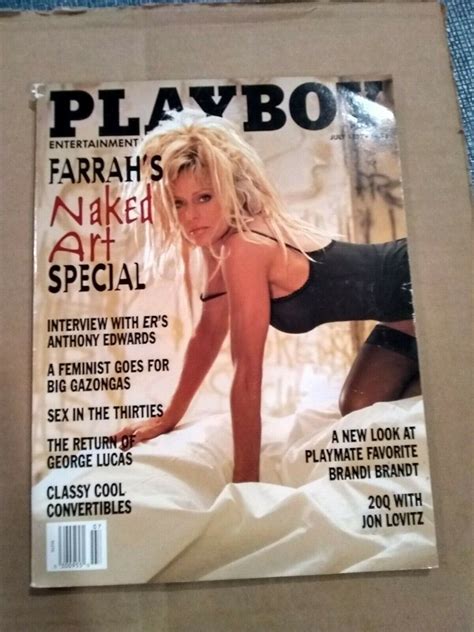 PLAYBOY
ENTERTAINMENT
JULY
FARRAH'S
Naked
Art
SPECIAL
INTERVIEW WITH ER'S
ANTHONY EDWARDS
A FEMINIST GOES FOR
BIG GAZONGAS
SEX IN THE THIRTIES
THE RETURN OF
GEORGE LUCAS
CLASSY COOL
CONVERTIBLES
A NEW LOOK AT
PLAYMATE FAVORITE
BRANDI BRANDT
20Q WITH
JON LOVITZ
07